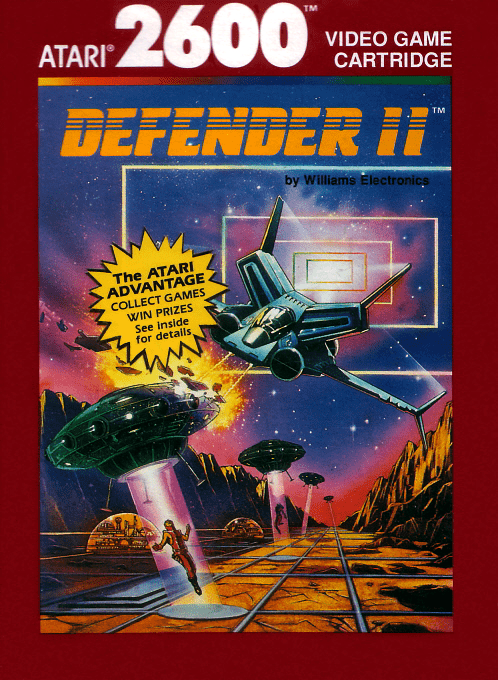 ATARI® 2600™ VIDEO GAME
CARTRIDGE
DEFENDER II™
by Williams Electronics
The ATARI
ADVANTAGE
COLLECT GAMES
WIN PRIZES
See inside
for details